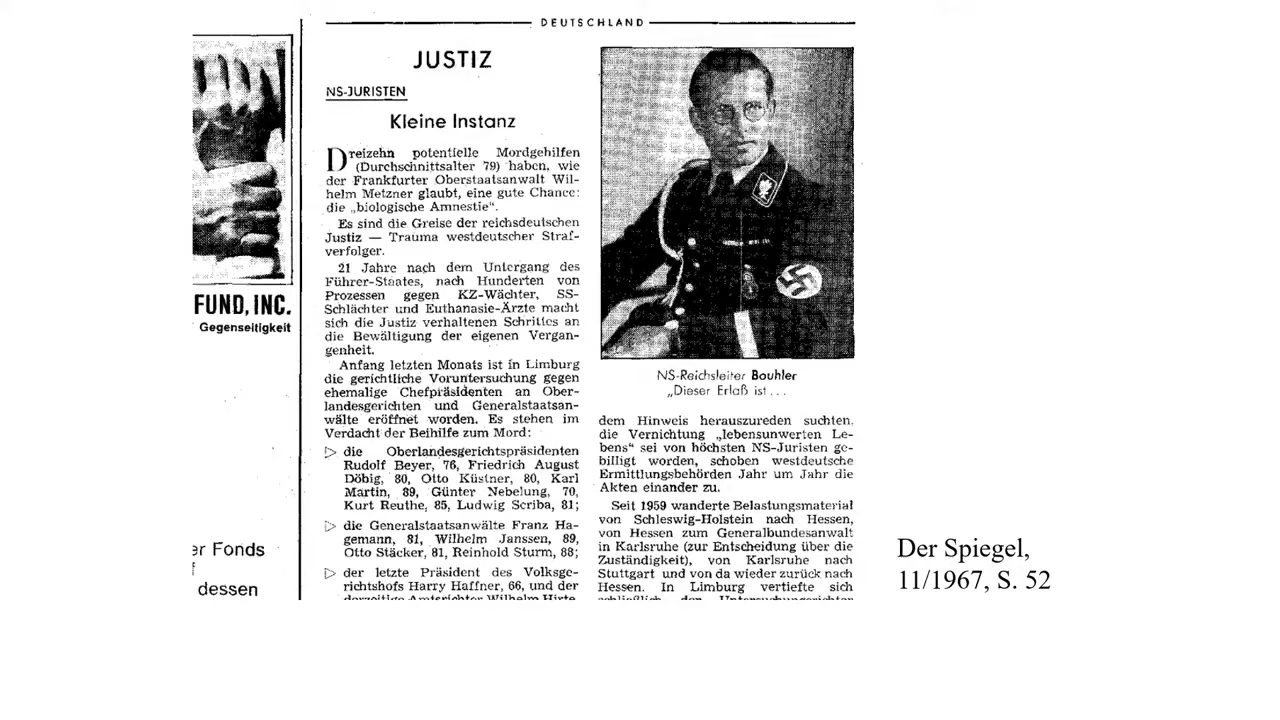 DEUTSCHLAND
FUND, INC.
Gegenseitigkeit
er Fonds
dessen
JUSTIZ
NS-JURISTEN
Kleine Instanz
Dreizehn potentielle Mordgehilfen
(Durchschnittsalter 79) haben, wie
der Frankfurter Oberstaatsanwalt Wil-
helm Metzner glaubt, eine gute Chance:
die „biologische Amnestie“.
Es sind die Greise der reichsdeutschen
Justiz — Trauma westdeutscher Straf-
verfolger.
21 Jahre nach dem Untergang des
Führer-Staates, nach Hunderten von
Prozessen gegen KZ-Wächter, SS-
Schlächter und Euthanasie-Ärzte macht
sich die Justiz verhaltenen Schrittes an
die Bewältigung der eigenen Vergan-
genheit.
Anfang letzten Monats ist in Limburg
die gerichtliche Voruntersuchung gegen
ehemalige Chefpräsidenten an Ober-
landesgerichten und Generalstaatsan-
wälte eröffnet worden. Es stehen im
Verdacht der Beihilfe zum Mord:
▷ die Oberlandesgerichtspräsidenten
Rudolf Beyer, 76, Friedrich August
Döbig, 80, Otto Küstner, 80, Karl
Martin, 89, Günter Nebelung, 70,
Kurt Reuthe, 85, Ludwig Scriba, 81;
▷ die Generalstaatsanwälte Franz Ha-
gemann, 81, Wilhelm Janssen, 89,
Otto Stäcker, 81, Reinhold Sturm, 88;
▷ der letzte Präsident des Volksge-
richtshofs Harry Haffner, 66, und der
derzeitige Amtsrichter Wilhelm Hirte,
NS-Reichsleiter Bouhler
„Dieser Erlaß ist . . .
dem Hinweis herauszureden suchten,
die Vernichtung „lebensunwerten Le-
bens“ sei von höchsten NS-Juristen ge-
billigt worden, schoben westdeutsche
Ermittlungsbehörden Jahr um Jahr die
Akten einander zu.
Seit 1959 wanderte Belastungsmaterial
von Schleswig-Holstein nach Hessen,
von Hessen zum Generalbundesanwalt
in Karlsruhe (zur Entscheidung über die
Zuständigkeit), von Karlsruhe nach
Stuttgart und von da wieder zurück nach
Hessen. In Limburg vertiefte sich
schließlich der Untersuchungsrichter
Der Spiegel,
11/1967, S. 52